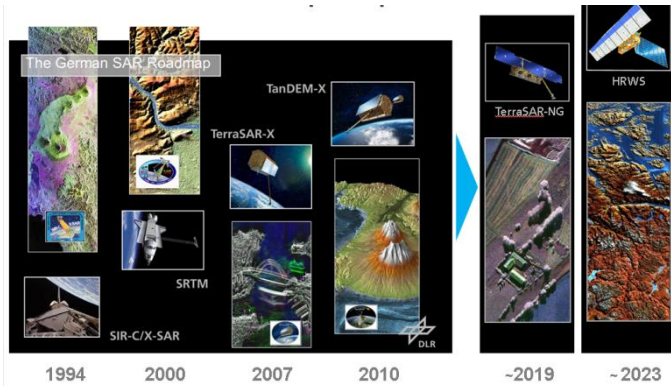 The German SAR Roadmap
TanDEM-X
TerraSAR-X
SRTM
SIR-C/X-SAR
DLR
TerraSAR-NG
HRWS
1994
2000
2007
2010
~2019
~2023